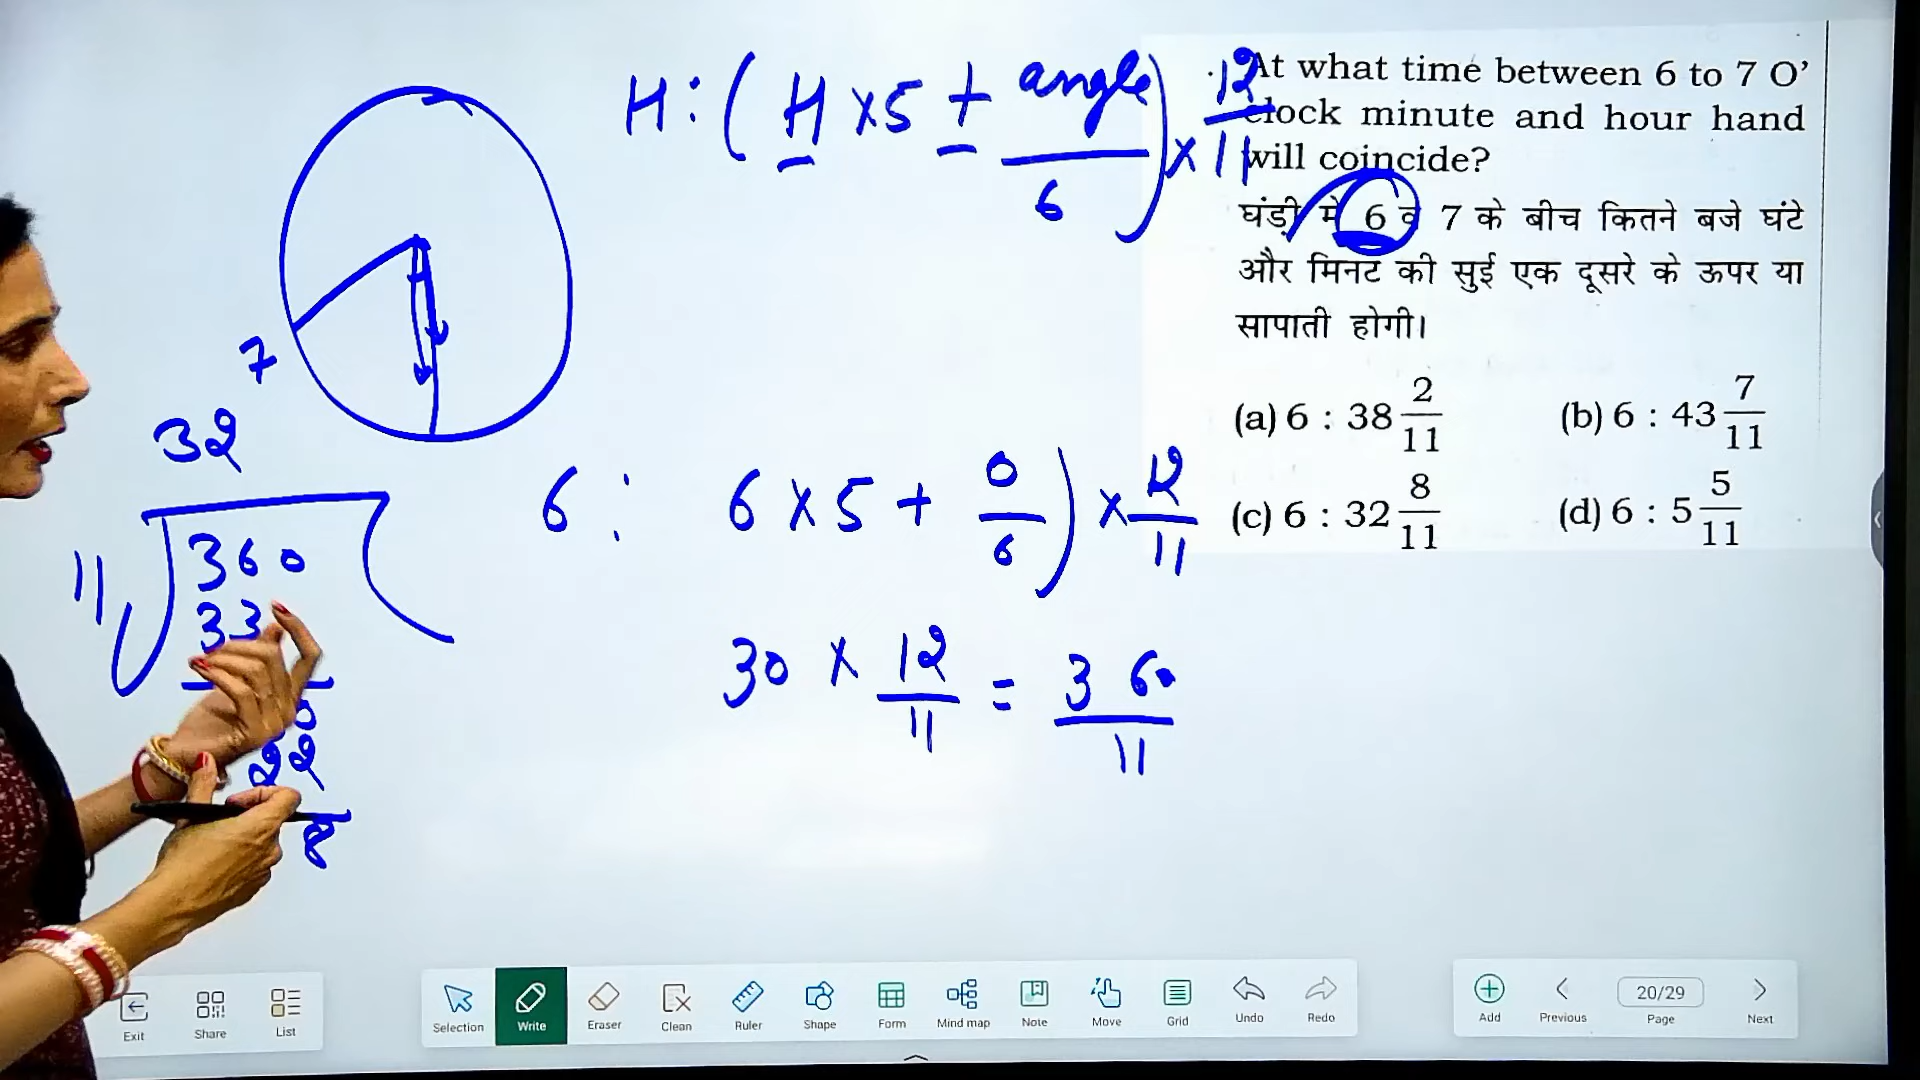 H : ( H × 5 ± angle / 6 ) × 12 / 11
At what time between 6 to 7 O'
clock minute and hour hand
will coincide?
घंड़ी में 6 व 7 के बीच कितने बजे घंटे
और मिनट की सुई एक दूसरे के ऊपर या
सापाती होगी।
(a) 6 : 38 2/11 (b) 6 : 43 7/11
(c) 6 : 32 8/11 (d) 6 : 5 5/11
7
6 : 6 × 5 + 0/6 ) × 12/11
30 × 12/11 = 360/11
32
11 360
33
0
22
8
Exit Share List Selection Write Eraser Clean Ruler Shape Form Mind map Note Move Grid Undo Redo Add Previous 20/29 Page Next